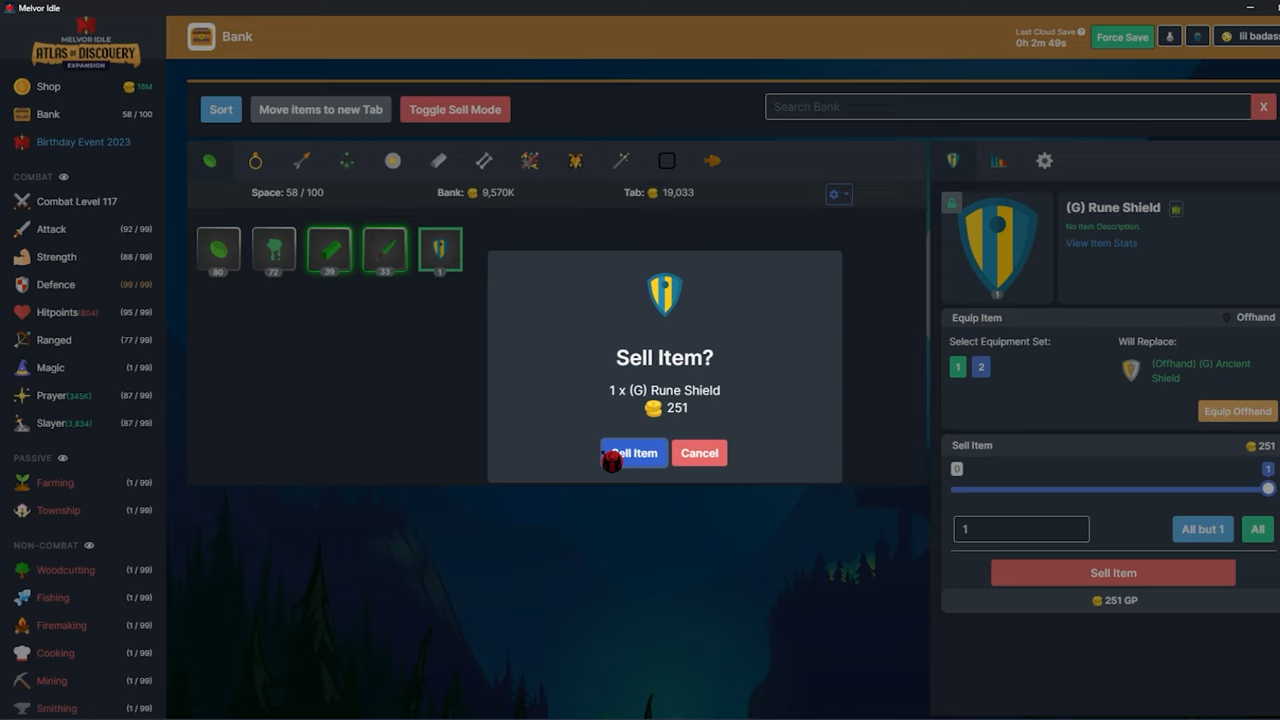 Melvor Idle
MELVOR IDLE
ATLAS OF DISCOVERY
EXPANSION
Shop 18M
Bank 58 / 100
Birthday Event 2023
COMBAT
Combat Level 117
Attack (92 / 99)
Strength (88 / 99)
Defence (99 / 99)
Hitpoints(804) (95 / 99)
Ranged (77 / 99)
Magic (1 / 99)
Prayer(345K) (87 / 99)
Slayer(3,834) (87 / 99)
PASSIVE
Farming (1 / 99)
Township (1 / 99)
NON-COMBAT
Woodcutting (1 / 99)
Fishing (1 / 99)
Firemaking (1 / 99)
Cooking (1 / 99)
Mining (1 / 99)
Smithing (1 / 99)
Bank
Last Cloud Save
0h 2m 49s
Force Save
lil badass
Sort
Move items to new Tab
Toggle Sell Mode
Search Bank
X
Space: 58 / 100
Bank: 9,570K
Tab: 19,033
80 72 39 33 1
Sell Item?
1 x (G) Rune Shield
251
Sell Item
Cancel
(G) Rune Shield
No Item Description.
View Item Stats
1
Equip Item
Offhand
Select Equipment Set:
1 2
Will Replace:
(Offhand) (G) Ancient
Shield
Equip Offhand
Sell Item
251
0 1
1
All but 1
All
Sell Item
251 GP